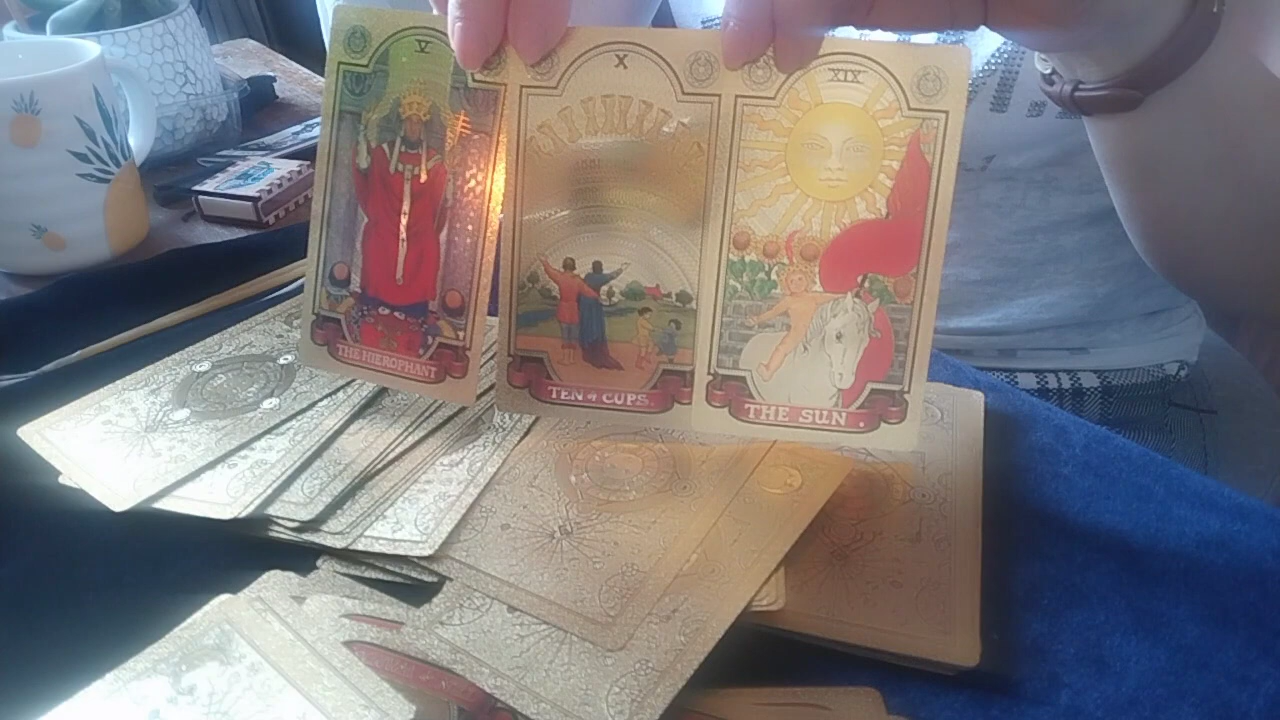 V
THE HIEROPHANT
X
TEN of CUPS.
XIX
THE SUN.